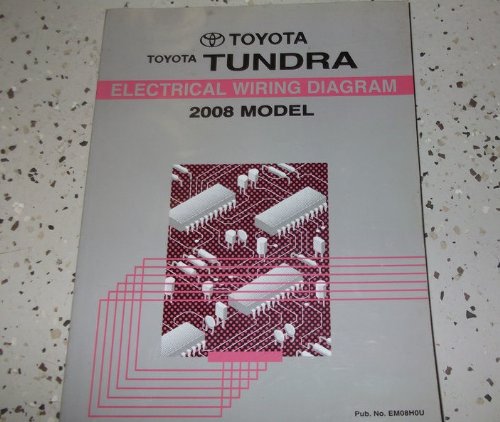 TOYOTA
TOYOTA TUNDRA
ELECTRICAL WIRING DIAGRAM
2008 MODEL
Pub. No. EM08H0U